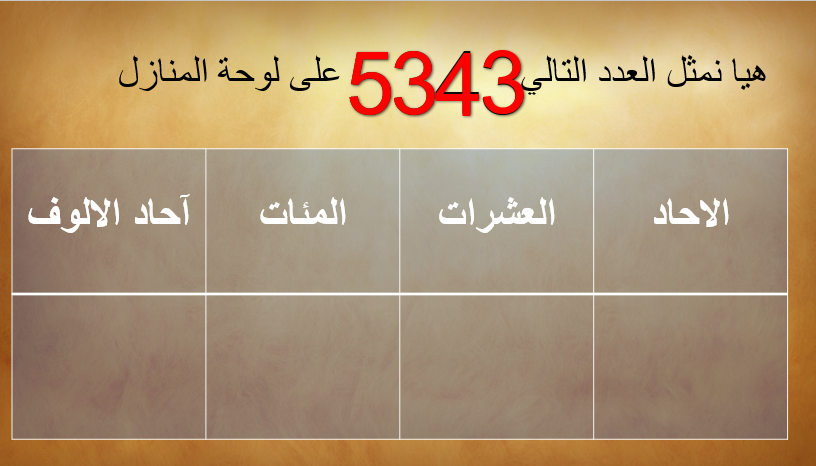 هيا نمثل العدد التالي 5343 على لوحة المنازل
الاحاد العشرات المئات آحاد الالوف